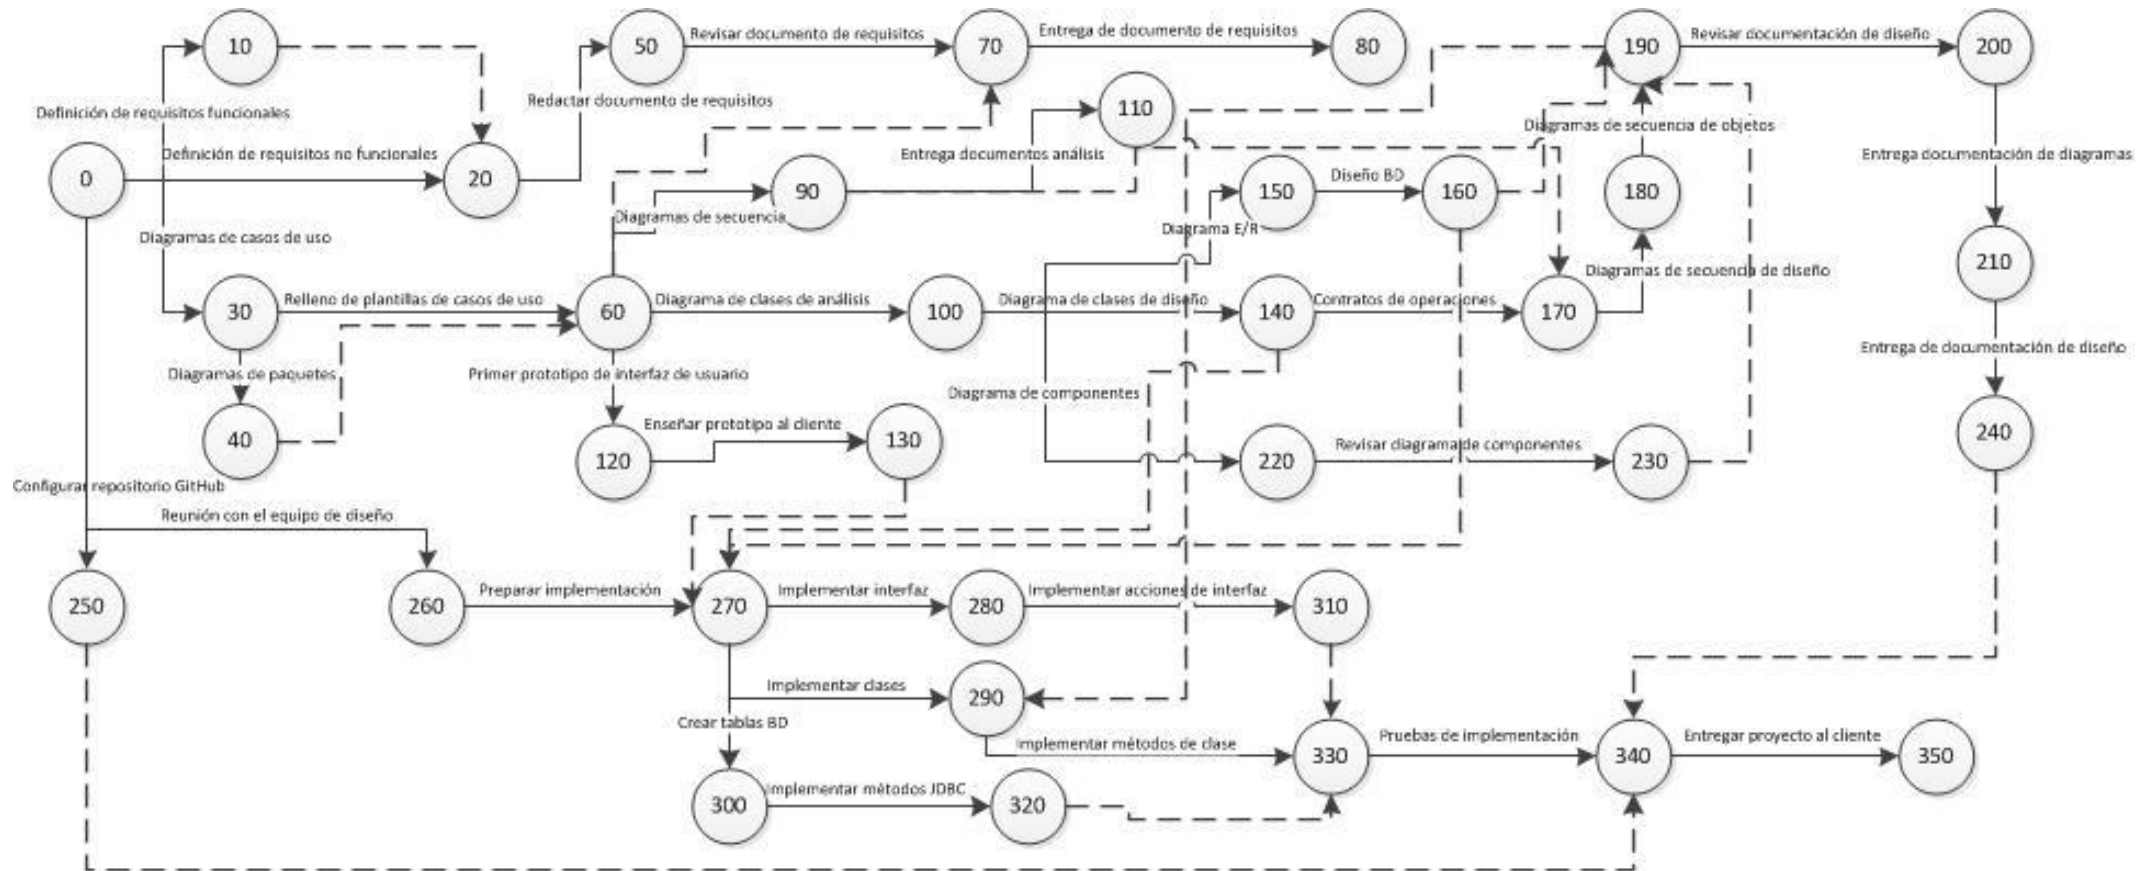 10
50
Revisar documento de requisitos
70
Entrega de documento de requisitos
80
190
Revisar documentación de diseño
200
Definición de requisitos funcionales
Redactar documento de requisitos
110
Diagramas de secuencia de objetos
0
Definición de requisitos no funcionales
20
Entrega documentos análisis
Entrega documentación de diagramas
90
150
Diseño BD
160
180
Diagramas de casos de uso
Diagramas de secuencia
Diagrama E/R
210
Diagramas de secuencia de diseño
30
Relleno de plantillas de casos de uso
60
Diagrama de clases de análisis
100
Diagrama de clases de diseño
140
Contratos de operaciones
170
Entrega de documentación de diseño
Diagramas de paquetes
Primer prototipo de interfaz de usuario
Diagrama de componentes
40
Enseñar prototipo al cliente
130
240
120
220
Revisar diagrama de componentes
230
Configurar repositorio GitHub
Reunión con el equipo de diseño
250
260
Preparar implementación
270
Implementar interfaz
280
Implementar acciones de interfaz
310
Implementar clases
290
Crear tablas BD
Implementar métodos de clase
330
Pruebas de implementación
340
Entregar proyecto al cliente
350
300
Implementar métodos JDBC
320